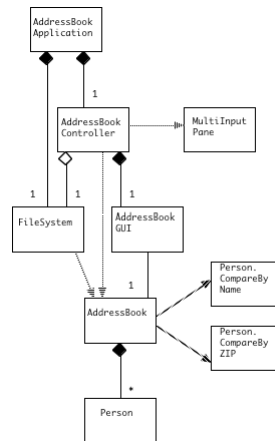 AddressBook
Application
1
AddressBook
Controller
MultiInput
Pane
1
1
1
FileSystem
AddressBook
GUI
Person.
CompareBy
Name
1
AddressBook
Person.
CompareBy
ZIP
*
Person